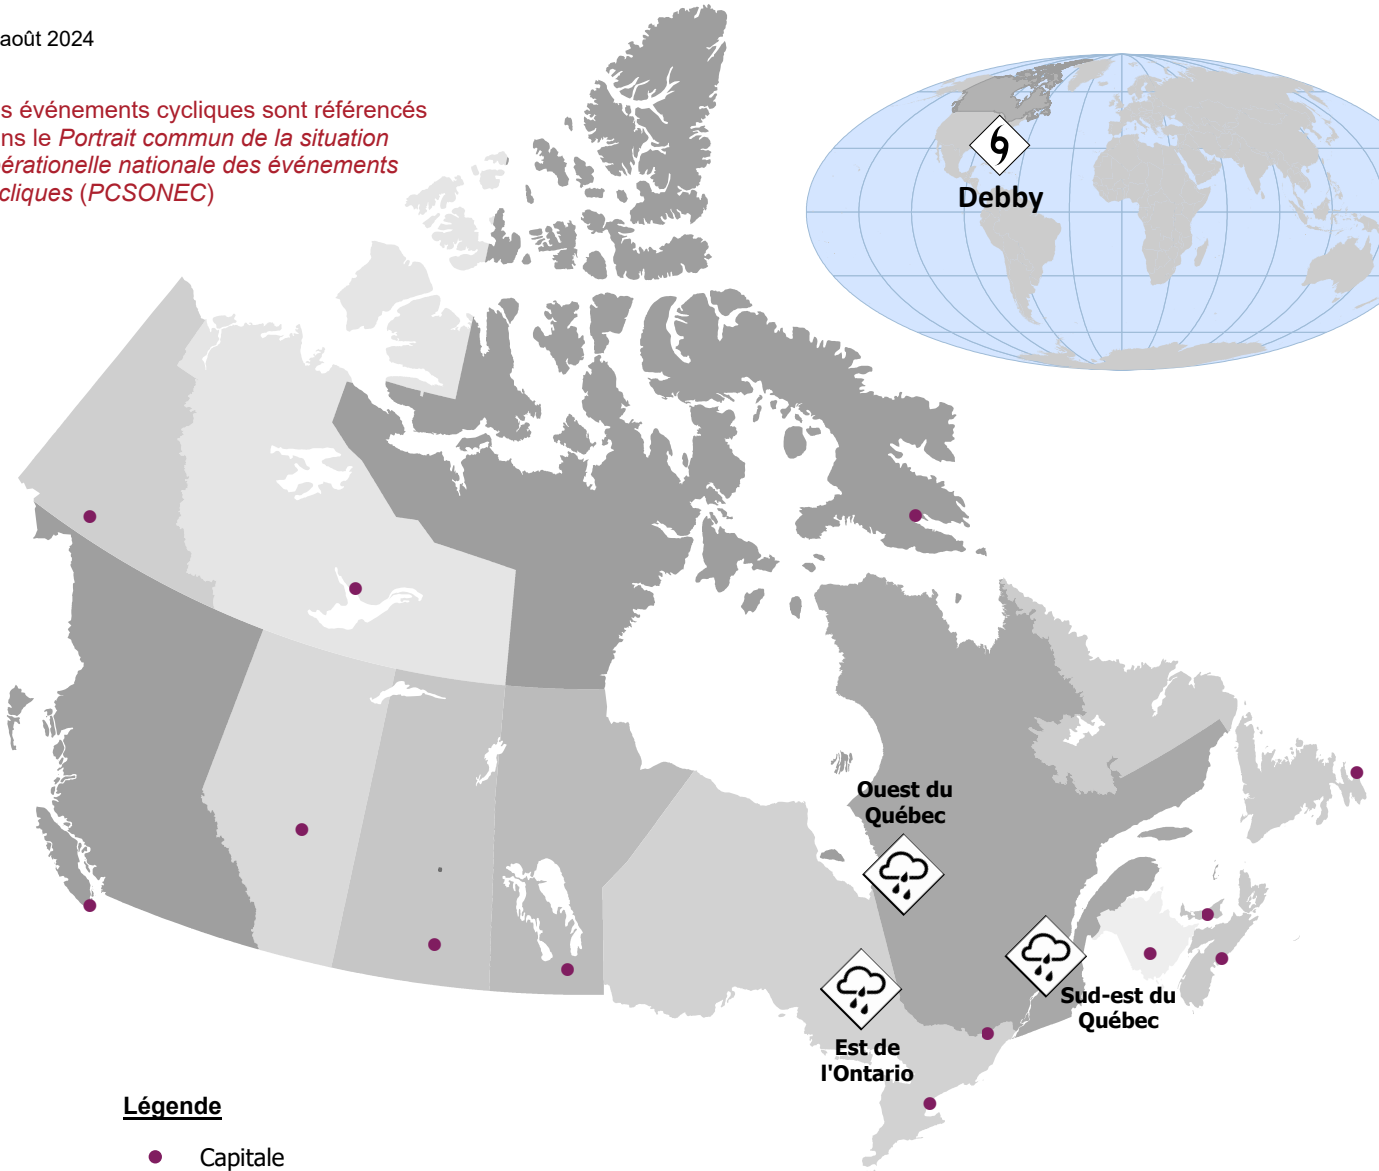 août 2024
s événements cycliques sont référencés
ns le Portrait commun de la situation
érationelle nationale des événements
cliques (PCSONEC)
Debby
Ouest du
Québec
Sud-est du
Québec
Est de
l'Ontario
Légende
Capitale